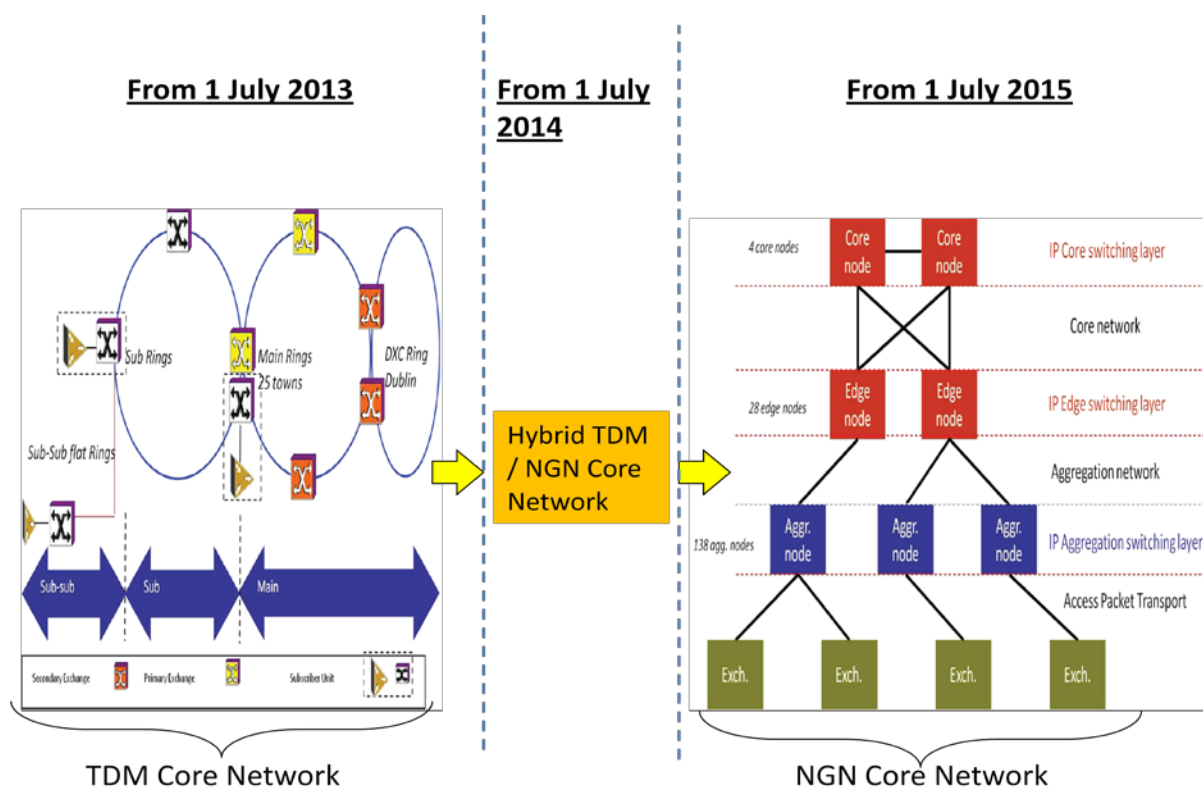 From 1 July 2013
From 1 July
2014
From 1 July 2015
Sub Rings
Main Rings
25 towns
DXC Ring
Dublin
Sub-Sub flat Rings
Sub-sub
Sub
Main
Secondary Exchange
Primary Exchange
Subscriber Unit
TDM Core Network
Hybrid TDM
/ NGN Core
Network
4 core nodes
Core
node
Core
node
IP Core switching layer
Core network
28 edge nodes
Edge
node
Edge
node
IP Edge switching layer
Aggregation network
138 agg. nodes
Aggr.
node
Aggr.
node
Aggr.
node
IP Aggregation switching layer
Access Packet Transport
Exch.
Exch.
Exch.
Exch.
NGN Core Network